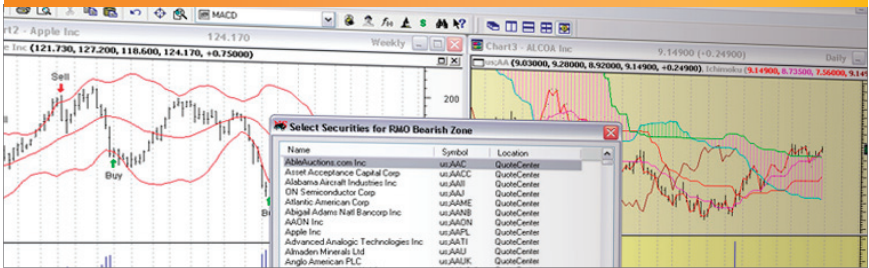 MACD
rt2 - Apple Inc
124.170
Weekly
le Inc (121.730, 127.200, 118.600, 124.170, +0.75000)
Sell
Buy
200
Chart3 - ALCOA Inc
9.14900 (-0.24900)
Daily
us;AA (9.03000, 9.28000, 8.92000, 9.14900, +0.24900), Ichimoku (9.14900, 8.73500, 7.56000, 9.149
Select Securities for RMO Bearish Zone
Name Symbol Location
AbleAuctions.com Inc us;AAC QuoteCenter
Asset Acceptance Capital Corp us;AACC QuoteCenter
Alabama Aircraft Industries Inc us;AAII QuoteCenter
ON Semiconductor Corp us;AAJ QuoteCenter
Atlantic American Corp us;AAME QuoteCenter
Abigail Adams Natl Bancorp Inc us;AANB QuoteCenter
AAON Inc us;AAON QuoteCenter
Apple Inc us;AAPL QuoteCenter
Advanced Analogic Technologies Inc us;AATI QuoteCenter
Almaden Minerals Ltd us;AAU QuoteCenter
Anglo American PLC us;AAUK QuoteCenter